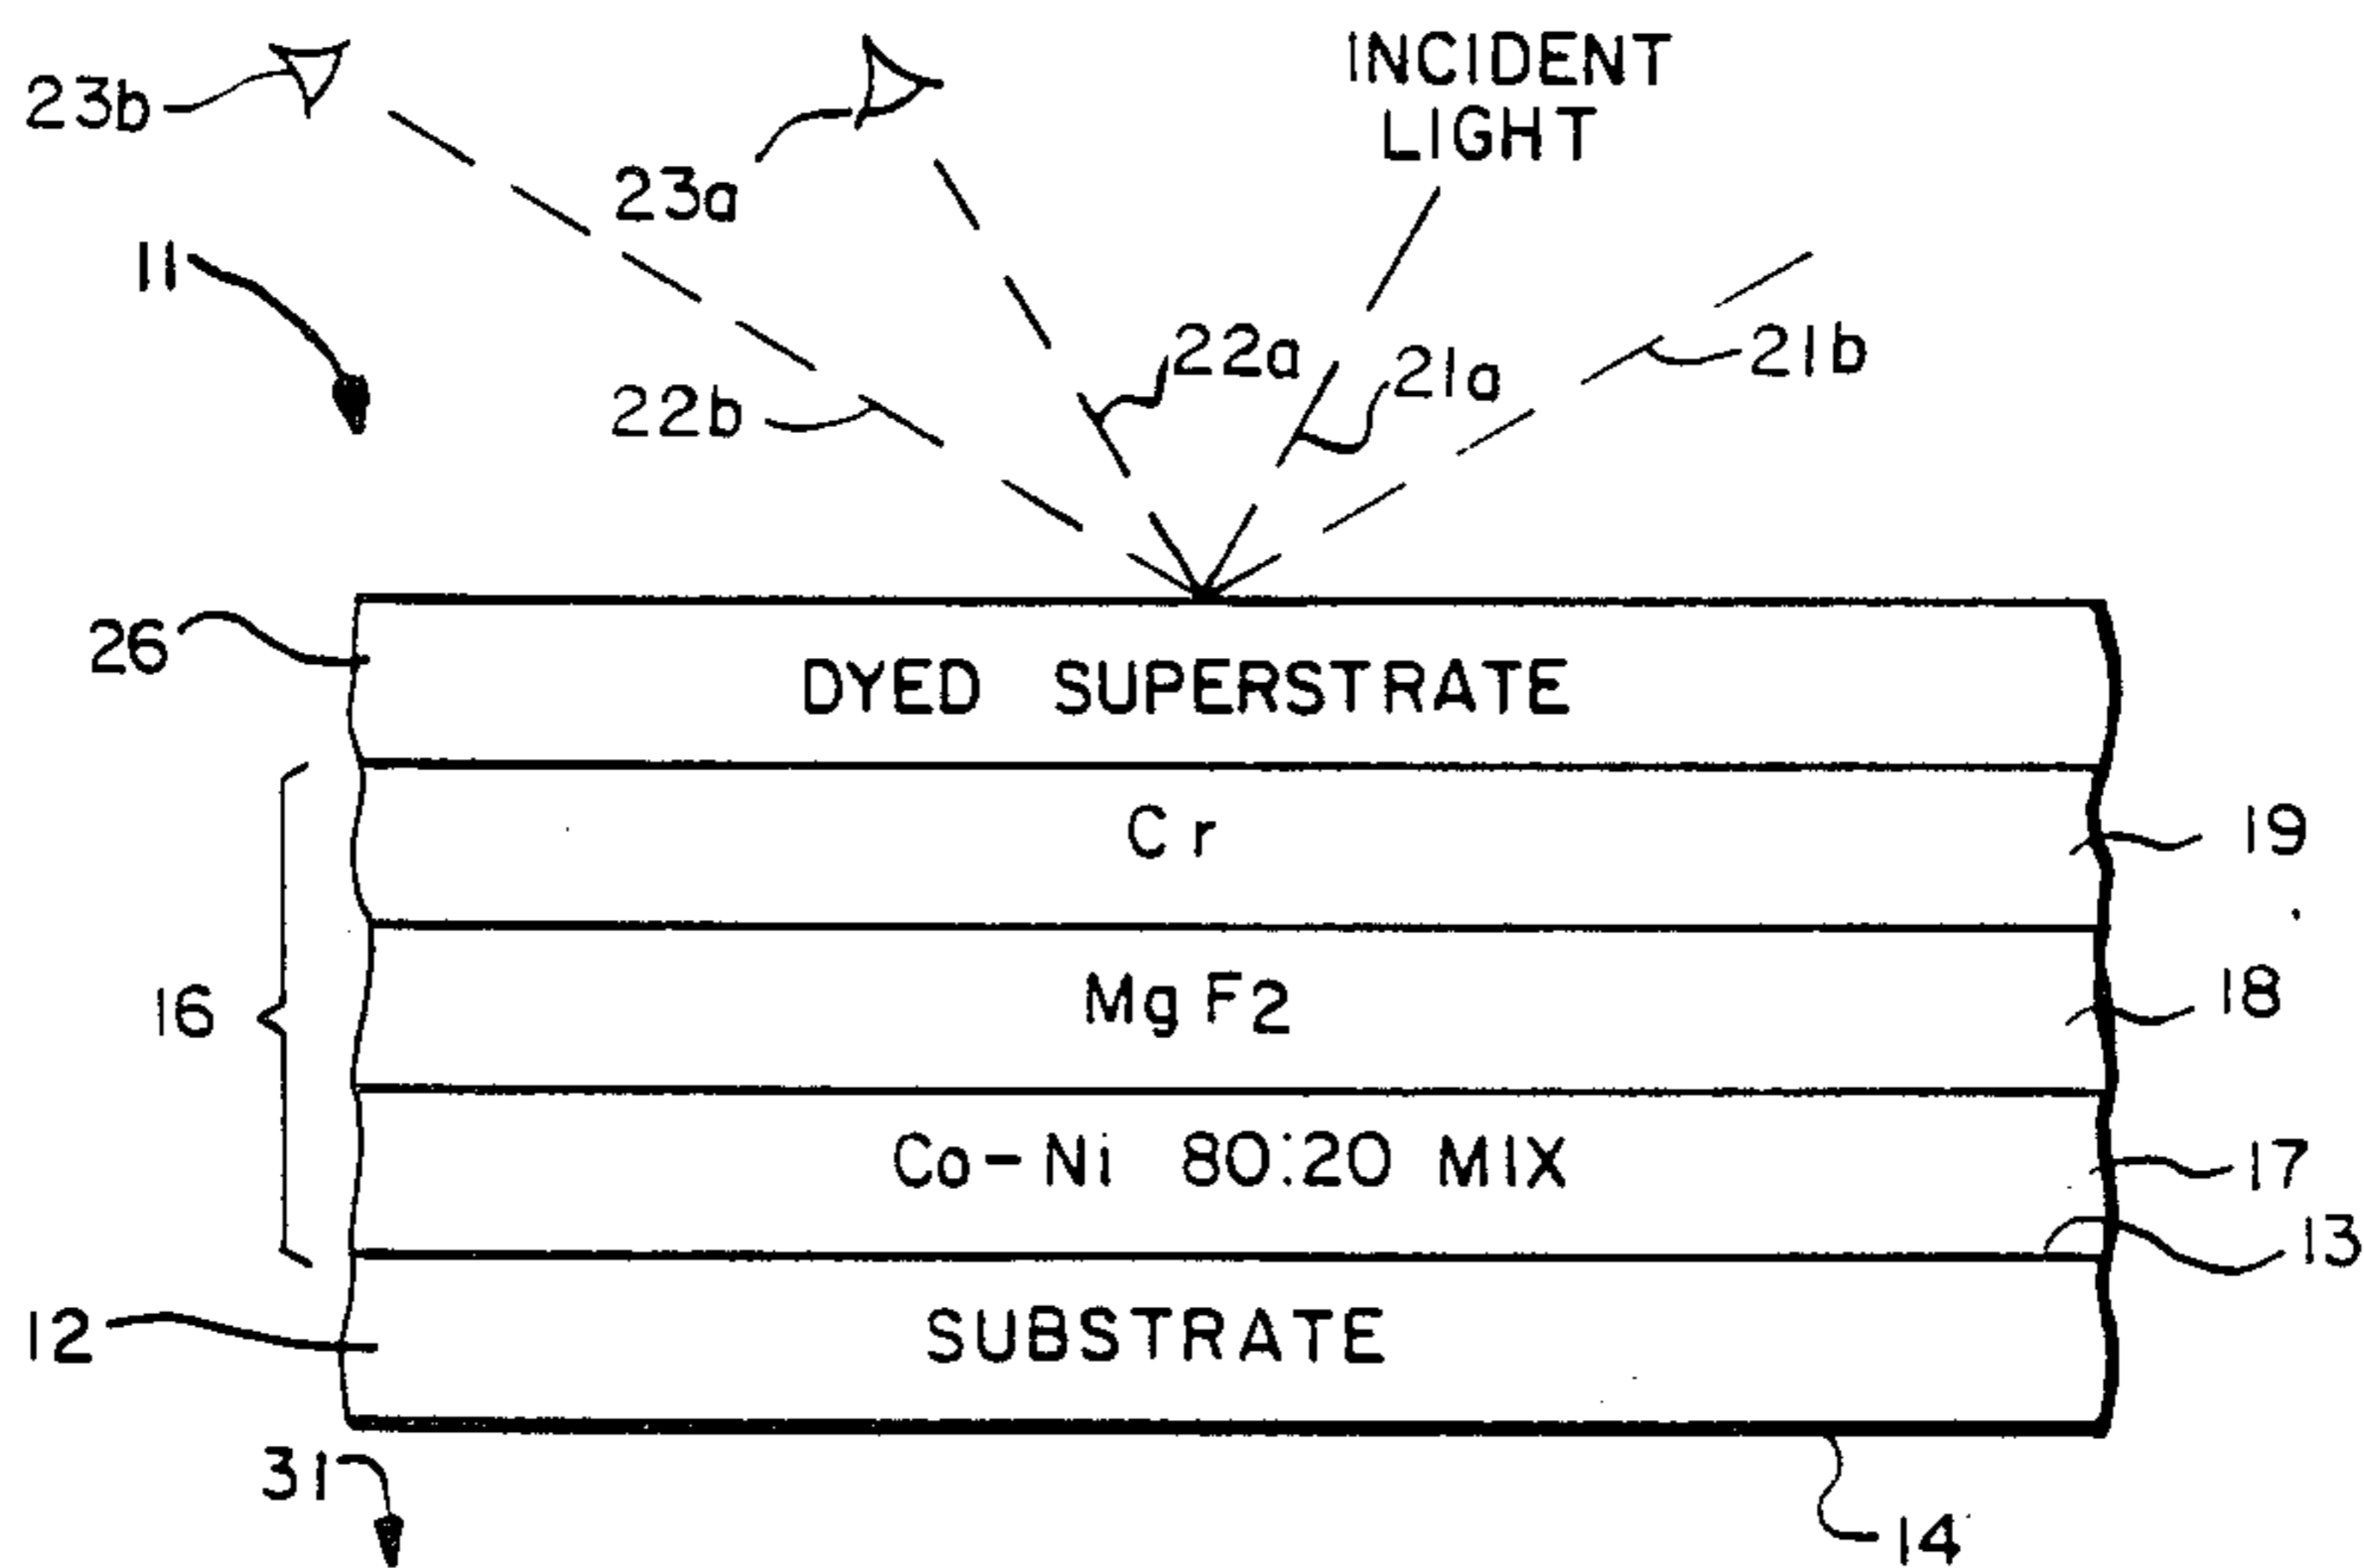 23b
23a
INCIDENT
LIGHT
11
22b
22a
21a
21b
26
DYED SUPERSTRATE
Cr
19
16
MgF2
18
Co-Ni 80:20 MIX
17
13
12
SUBSTRATE
31
14